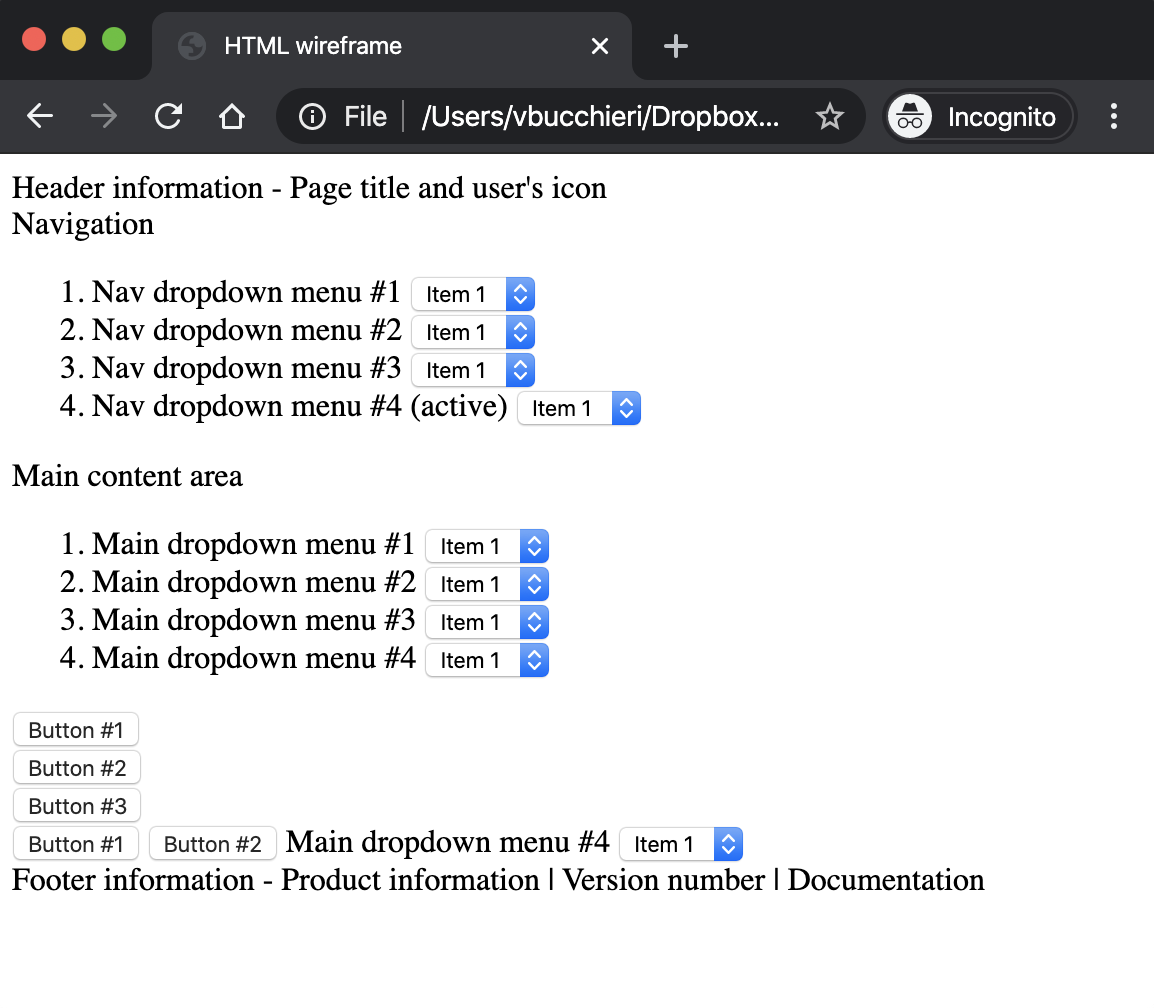 HTML wireframe
File /Users/vbucchieri/Dropbox... Incognito
Header information - Page title and user's icon
Navigation
1. Nav dropdown menu #1 Item 1
2. Nav dropdown menu #2 Item 1
3. Nav dropdown menu #3 Item 1
4. Nav dropdown menu #4 (active) Item 1
Main content area
1. Main dropdown menu #1 Item 1
2. Main dropdown menu #2 Item 1
3. Main dropdown menu #3 Item 1
4. Main dropdown menu #4 Item 1
Button #1
Button #2
Button #3
Button #1 Button #2 Main dropdown menu #4 Item 1
Footer information - Product information | Version number | Documentation